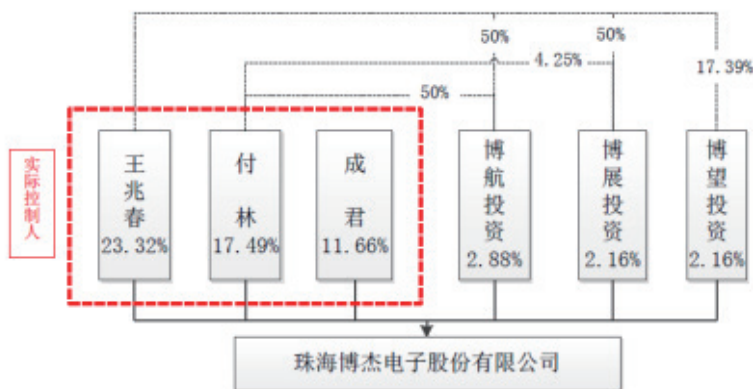 50%
50%
4.25%
17.39%
50%
实际控制人
王兆春
23.32%
付林
17.49%
成君
11.66%
博航投资
2.88%
博展投资
2.16%
博望投资
2.16%
珠海博杰电子股份有限公司